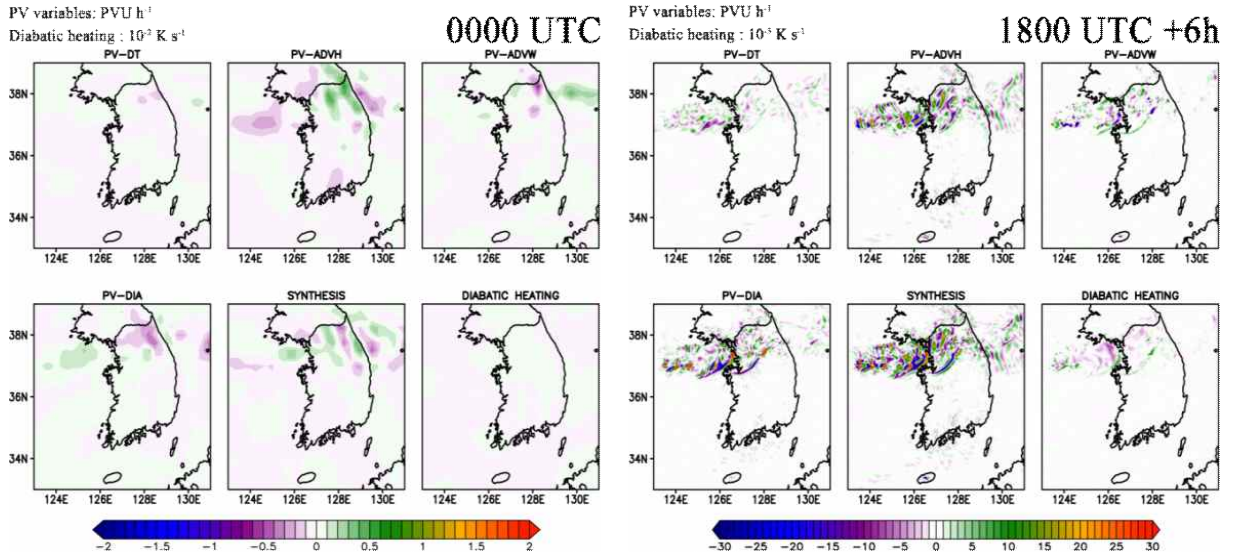 PV variables: PVU h⁻¹
Diabatic heating : 10⁻² K s⁻¹
0000 UTC
PV-DT
PV-ADVH
PV-ADVW
38N
36N
34N
124E 126E 128E 130E
124E 126E 128E 130E
124E 126E 128E 130E
PV-DIA
SYNTHESIS
DIABATIC HEATING
38N
36N
34N
124E 126E 128E 130E
124E 126E 128E 130E
124E 126E 128E 130E
-2 -1.5 -1 -0.5 0 0.5 1 1.5 2
PV variables: PVU h⁻¹
Diabatic heating : K s⁻¹
1800 UTC +6h
PV-DT
PV-ADVH
PV-ADVW
38N
36N
34N
124E 126E 128E 130E
124E 126E 128E 130E
124E 126E 128E 130E
PV-DIA
SYNTHESIS
DIABATIC HEATING
38N
36N
34N
124E 126E 128E 130E
124E 126E 128E 130E
124E 126E 128E 130E
-30 -25 -20 -15 -10 -5 0 5 10 15 20 25 30